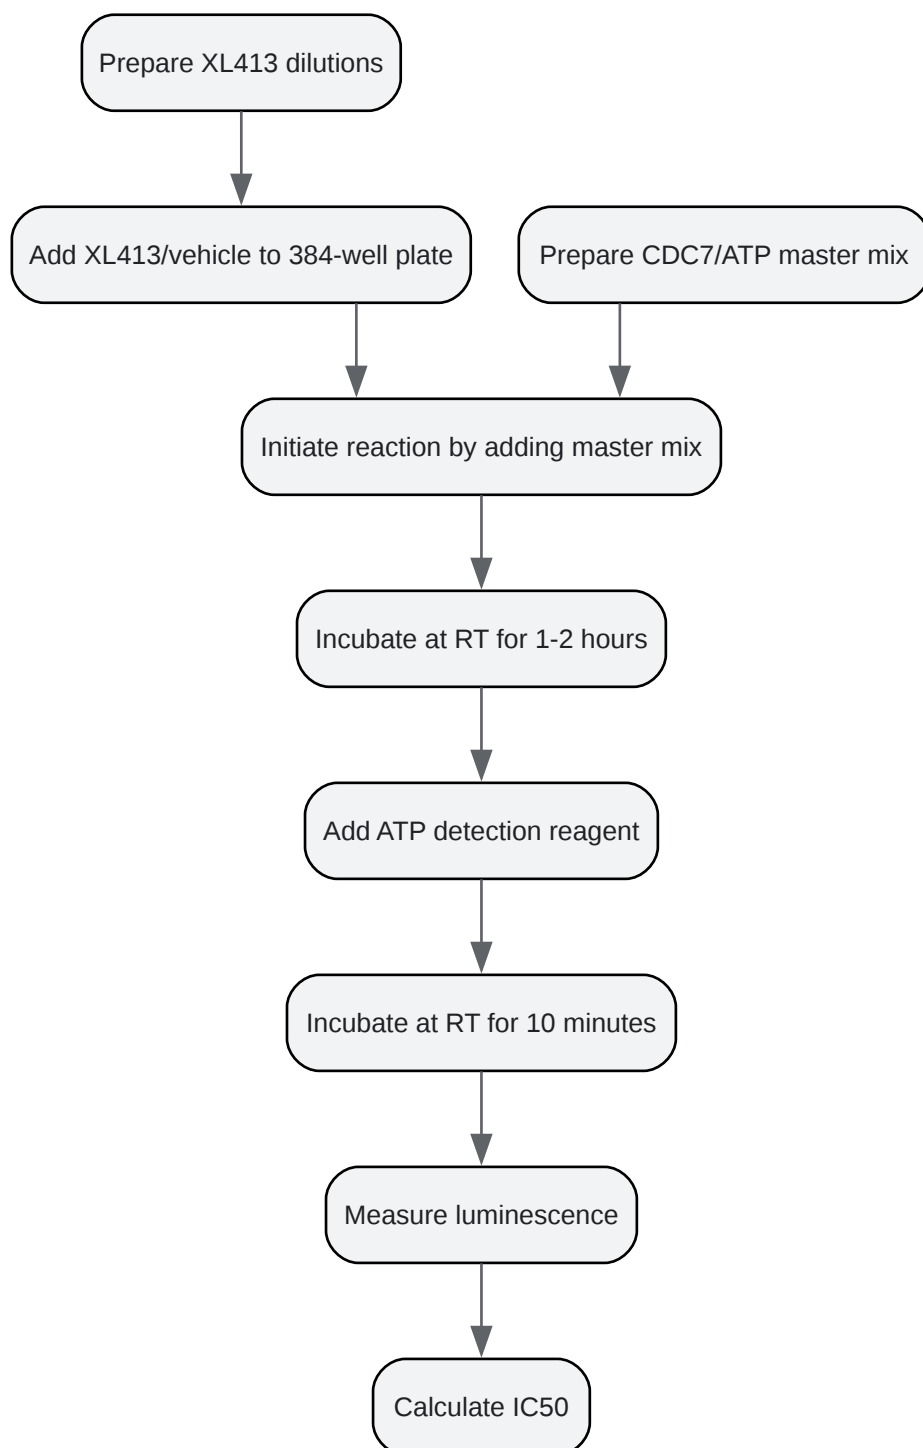 Prepare XL413 dilutions
Add XL413/vehicle to 384-well plate
Prepare CDC7/ATP master mix
Initiate reaction by adding master mix
Incubate at RT for 1-2 hours
Add ATP detection reagent
Incubate at RT for 10 minutes
Measure luminescence
Calculate IC50